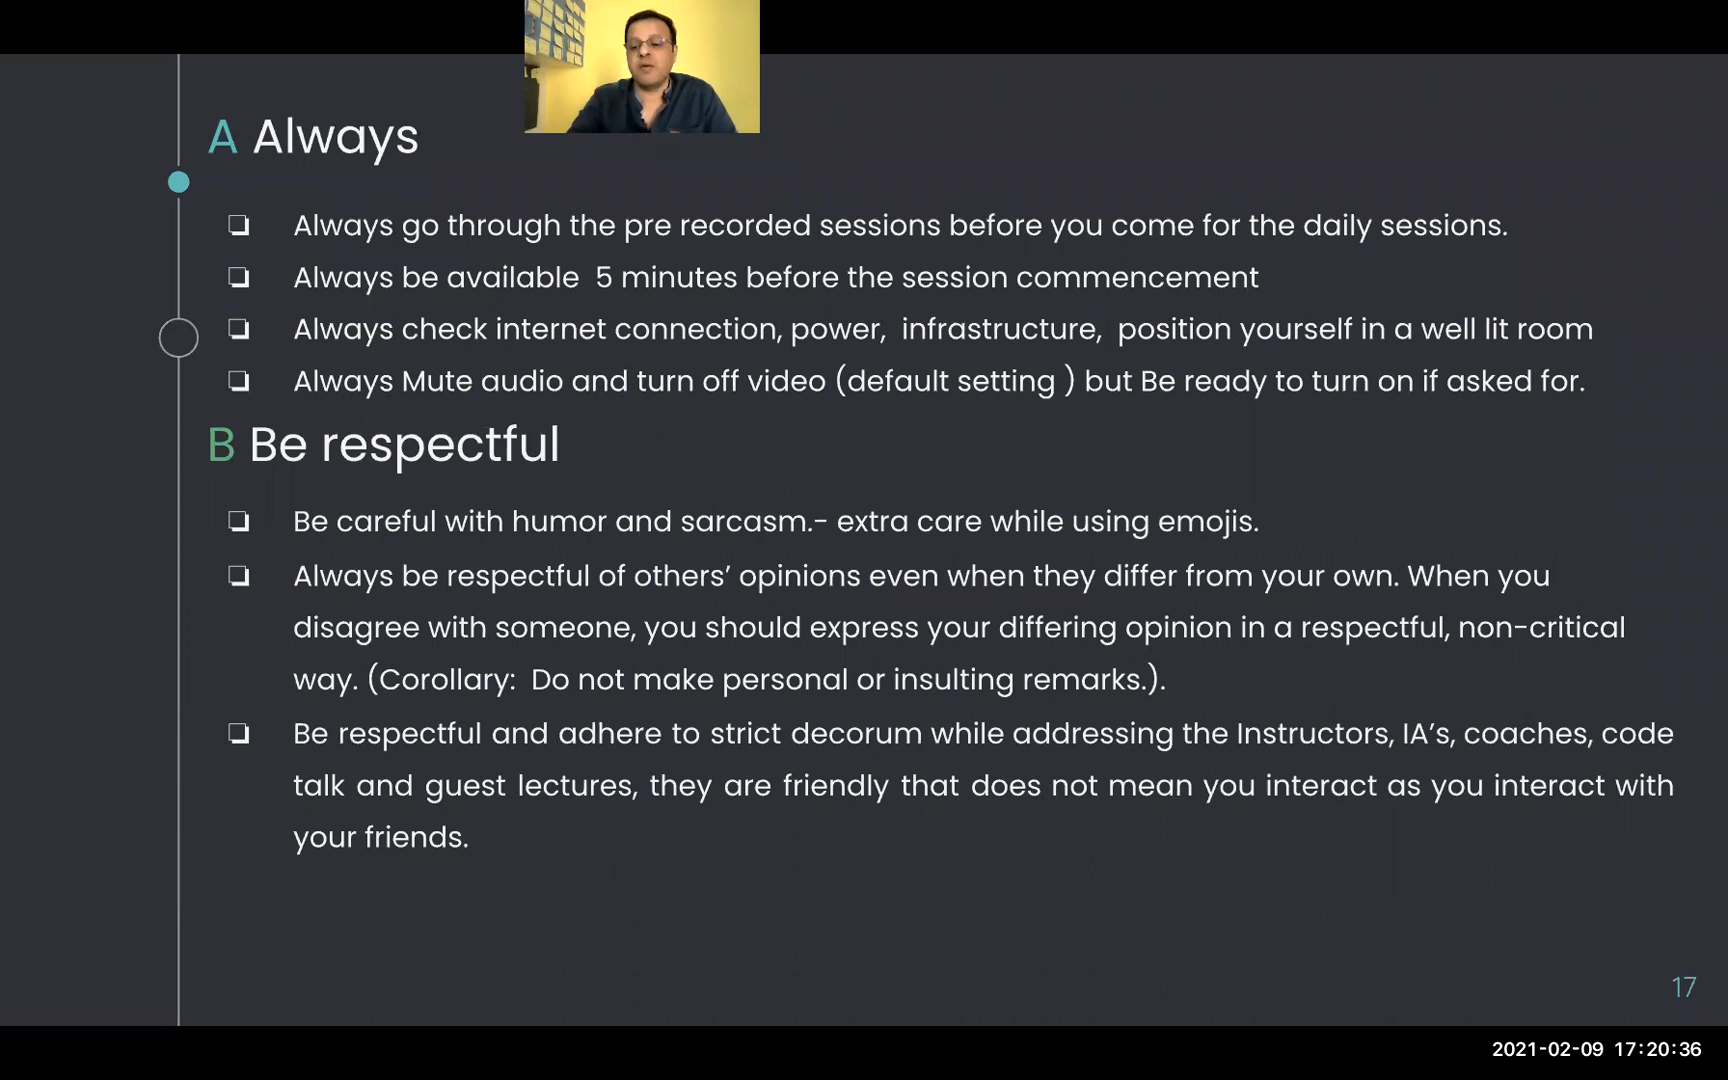 A Always
❏ Always go through the pre recorded sessions before you come for the daily sessions.
❏ Always be available  5 minutes before the session commencement
❏ Always check internet connection, power,  infrastructure,  position yourself in a well lit room
❏ Always Mute audio and turn off video (default setting ) but Be ready to turn on if asked for.
B Be respectful
❏ Be careful with humor and sarcasm.- extra care while using emojis.
❏ Always be respectful of others’ opinions even when they differ from your own. When you
disagree with someone, you should express your differing opinion in a respectful, non-critical
way. (Corollary:  Do not make personal or insulting remarks.).
❏ Be respectful and adhere to strict decorum while addressing the Instructors, IA’s, coaches, code
talk and guest lectures, they are friendly that does not mean you interact as you interact with
your friends.
17
2021-02-09 17:20:36